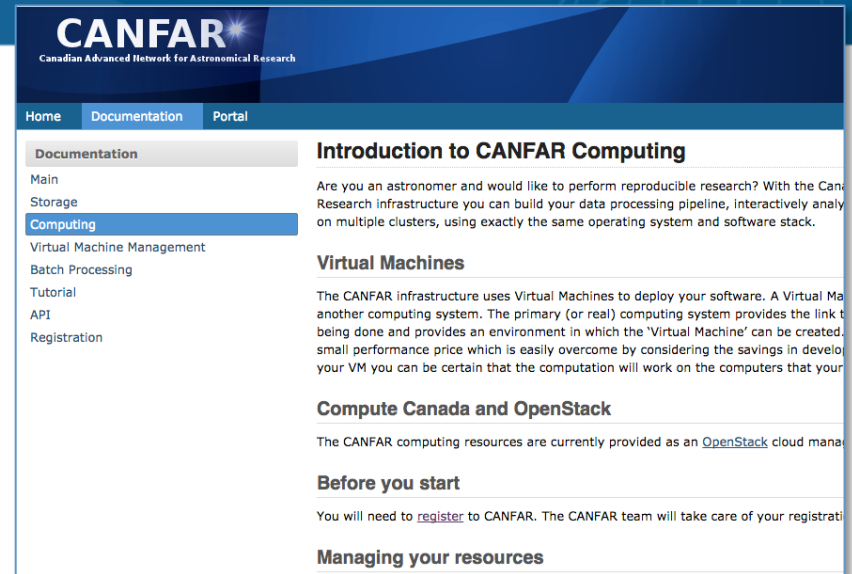 CANFAR
Canadian Advanced Network for Astronomical Research
Home Documentation Portal
Documentation
Main
Storage
Computing
Virtual Machine Management
Batch Processing
Tutorial
API
Registration
Introduction to CANFAR Computing
Are you an astronomer and would like to perform reproducible research? With the
Research infrastructure you can build your data processing pipeline, interactively
on multiple clusters, using exactly the same operating system and software stack.
Virtual Machines
The CANFAR infrastructure uses Virtual Machines to deploy your software. A Virtual
another computing system. The primary (or real) computing system provides the link
being done and provides an environment in which the ‘Virtual Machine’ can be created.
small performance price which is easily overcome by considering the savings in
your VM you can be certain that the computation will work on the computers that your
Compute Canada and OpenStack
The CANFAR computing resources are currently provided as an OpenStack cloud
Before you start
You will need to register to CANFAR. The CANFAR team will take care of your
Managing your resources